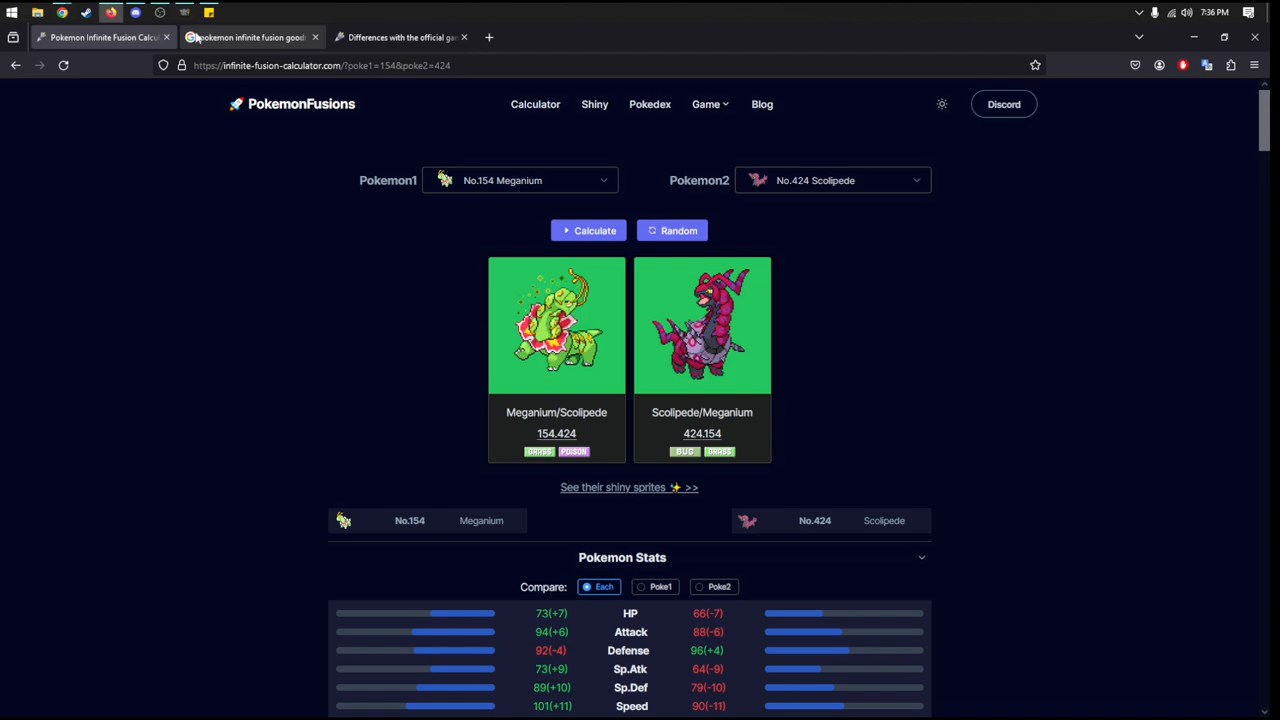 7:36 PM
Pokemon Infinite Fusion Calcul
pokemon infinite fusion good
Differences with the official ga
https://infinite-fusion-calculator.com/?poke1=154&poke2=424
PokemonFusions
Calculator
Shiny
Pokedex
Game
Blog
Discord
Pokemon1
No.154 Meganium
Pokemon2
No.424 Scolipede
Calculate
Random
Meganium/Scolipede
154.424
GRASS POISON
Scolipede/Meganium
424.154
BUG GRASS
See their shiny sprites ✨ >>
No.154 Meganium
No.424 Scolipede
Pokemon Stats
Compare: Each Poke1 Poke2
73(+7) HP 66(-7)
94(+6) Attack 88(-6)
92(-4) Defense 96(+4)
73(+9) Sp.Atk 64(-9)
89(+10) Sp.Def 79(-10)
101(+11) Speed 90(-11)